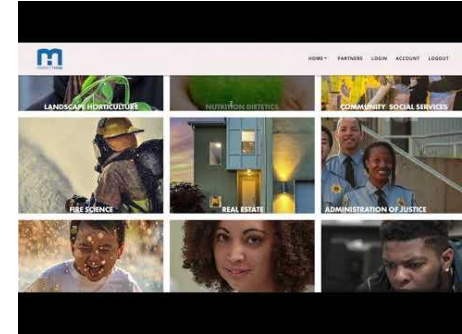 HOME PARTNERS LOGIN ACCOUNT LOGOUT
LANDSCAPE HORTICULTURE
NUTRITION DIETETICS
COMMUNITY SOCIAL SERVICES
FIRE SCIENCE
REAL ESTATE
ADMINISTRATION OF JUSTICE